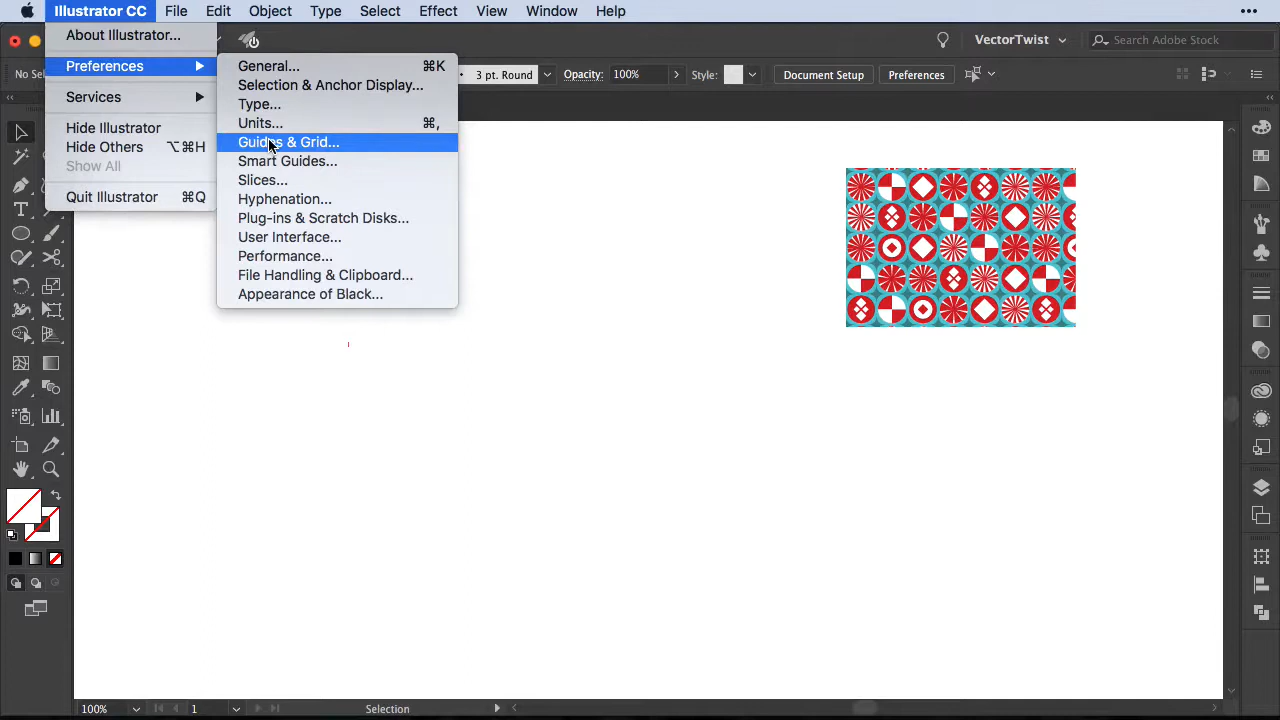 Illustrator CC File Edit Object Type Select Effect View Window Help
About Illustrator...
Preferences
Services
Hide Illustrator
Hide Others ⌥⌘H
Show All
Quit Illustrator ⌘Q
General... ⌘K
Selection & Anchor Display...
Type...
Units... ⌘,
Guides & Grid...
Smart Guides...
Slices...
Hyphenation...
Plug-ins & Scratch Disks...
User Interface...
Performance...
File Handling & Clipboard...
Appearance of Black...
VectorTwist
Search Adobe Stock
No Sel
3 pt. Round
Opacity: 100%
Style:
Document Setup
Preferences
100%
1
Selection